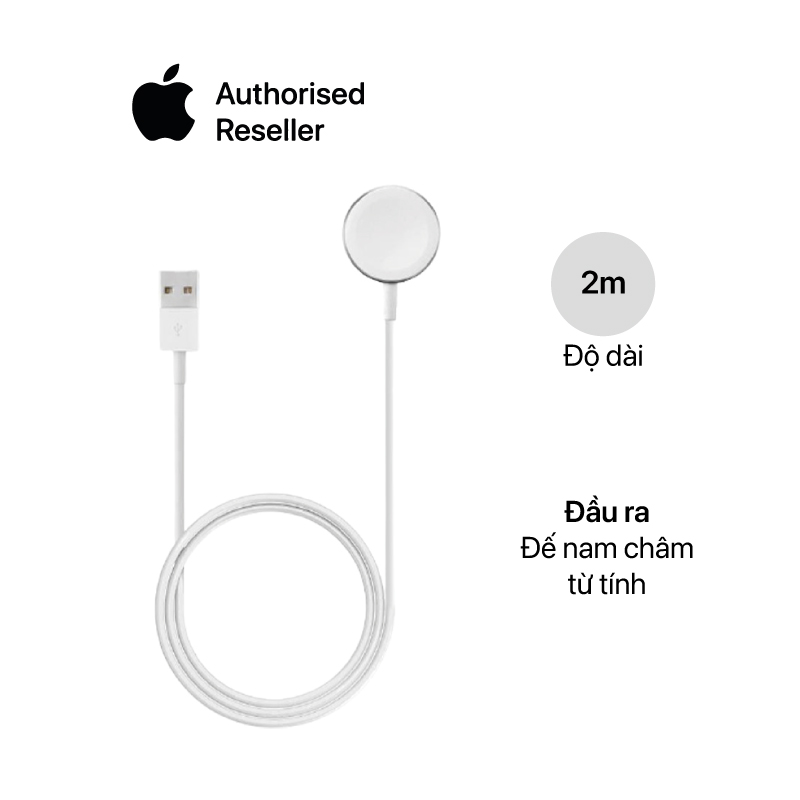 Authorised
Reseller
2m
Độ dài
Đầu ra
Đế nam châm
từ tính